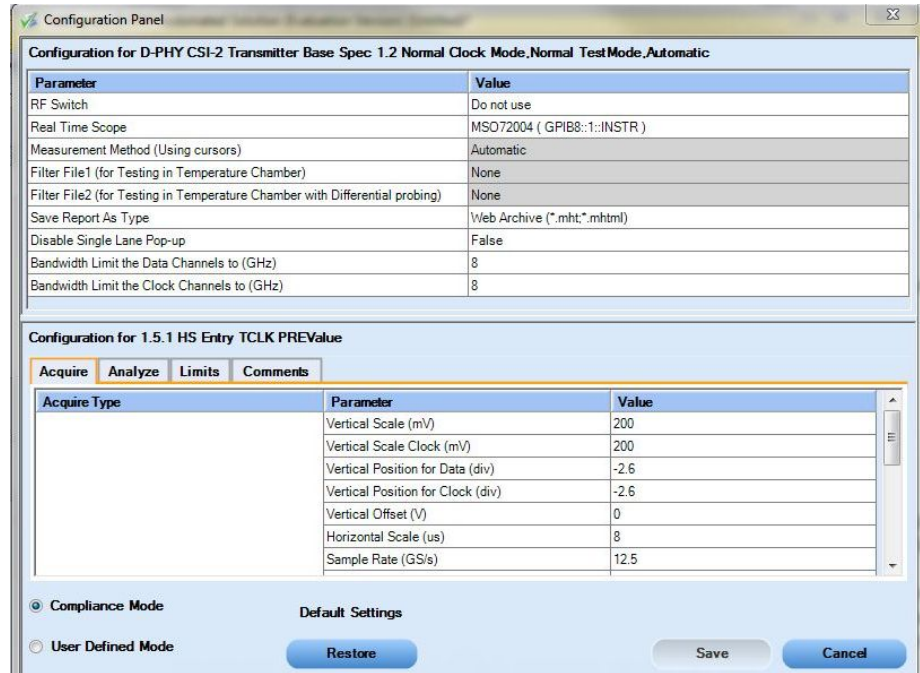 Configuration Panel
Configuration for D-PHY CSI-2 Transmitter Base Spec 1.2 Normal Clock Mode,Normal TestMode,Automatic
Parameter Value
RF Switch Do not use
Real Time Scope MSO72004 ( GPIB8::1::INSTR )
Measurement Method (Using cursors) Automatic
Filter File1 (for Testing in Temperature Chamber) None
Filter File2 (for Testing in Temperature Chamber with Differential probing) None
Save Report As Type Web Archive (*.mht;*.mhtml)
Disable Single Lane Pop-up False
Bandwidth Limit the Data Channels to (GHz) 8
Bandwidth Limit the Clock Channels to (GHz) 8
Configuration for 1.5.1 HS Entry TCLK PREValue
Acquire Analyze Limits Comments
Acquire Type Parameter Value
Vertical Scale (mV) 200
Vertical Scale Clock (mV) 200
Vertical Position for Data (div) -2.6
Vertical Position for Clock (div) -2.6
Vertical Offset (V) 0
Horizontal Scale (us) 8
Sample Rate (GS/s) 12.5
Compliance Mode Default Settings
User Defined Mode Restore Save Cancel